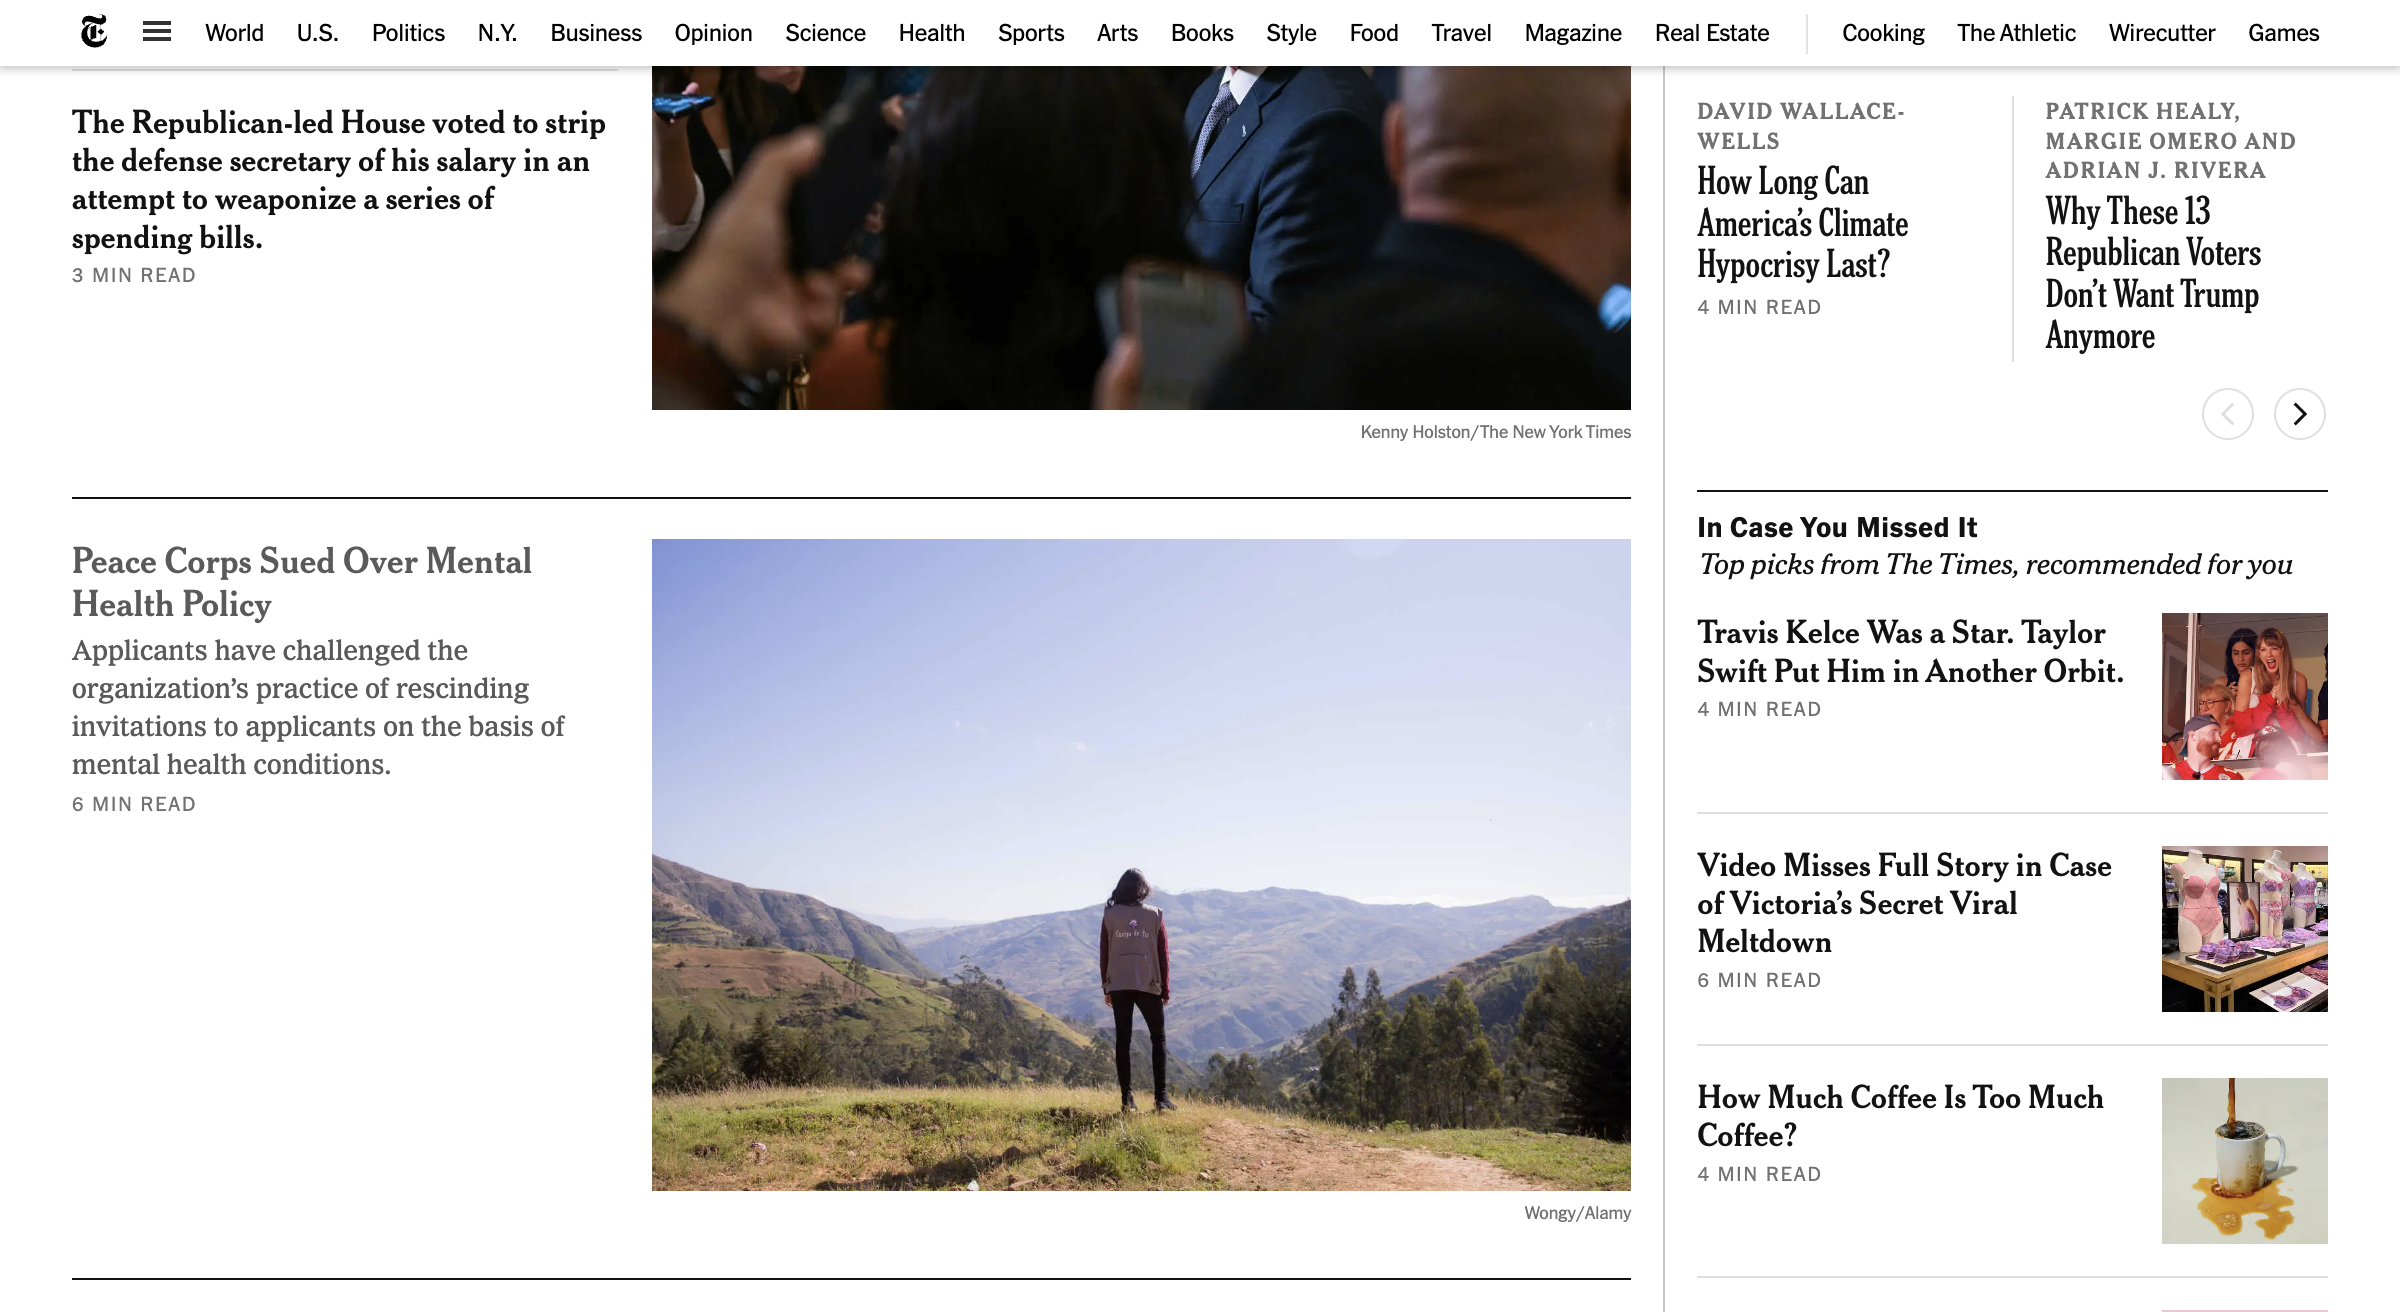 World U.S. Politics N.Y. Business Opinion Science Health Sports Arts Books Style Food Travel Magazine Real Estate Cooking The Athletic Wirecutter Games
The Republican-led House voted to strip
the defense secretary of his salary in an
attempt to weaponize a series of
spending bills.
3 MIN READ
Kenny Holston/The New York Times
Peace Corps Sued Over Mental
Health Policy
Applicants have challenged the
organization’s practice of rescinding
invitations to applicants on the basis of
mental health conditions.
6 MIN READ
Cuerpo de Paz
Wongy/Alamy
DAVID WALLACE-
WELLS
How Long Can
America’s Climate
Hypocrisy Last?
4 MIN READ
PATRICK HEALY,
MARGIE OMERO AND
ADRIAN J. RIVERA
Why These 13
Republican Voters
Don’t Want Trump
Anymore
In Case You Missed It
Top picks from The Times, recommended for you
Travis Kelce Was a Star. Taylor
Swift Put Him in Another Orbit.
4 MIN READ
Video Misses Full Story in Case
of Victoria’s Secret Viral
Meltdown
6 MIN READ
How Much Coffee Is Too Much
Coffee?
4 MIN READ